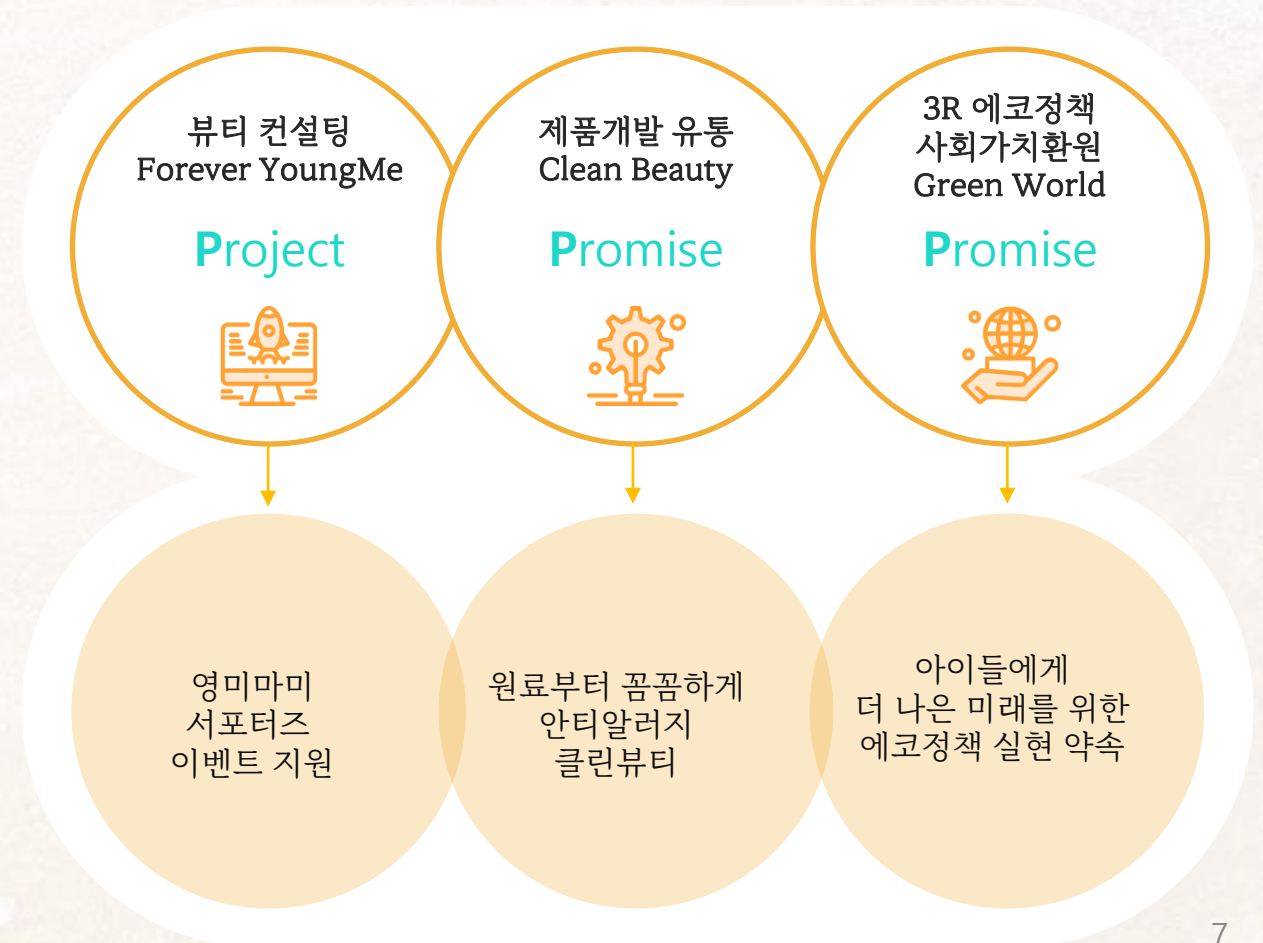 뷰티 컨설팅
Forever YoungMe
Project
제품개발 유통
Clean Beauty
Promise
3R 에코정책
사회가치환원
Green World
Promise
영미마미
서포터즈
이벤트 지원
원료부터 꼼꼼하게
안티알러지
클린뷰티
아이들에게
더 나은 미래를 위한
에코정책 실현 약속
7